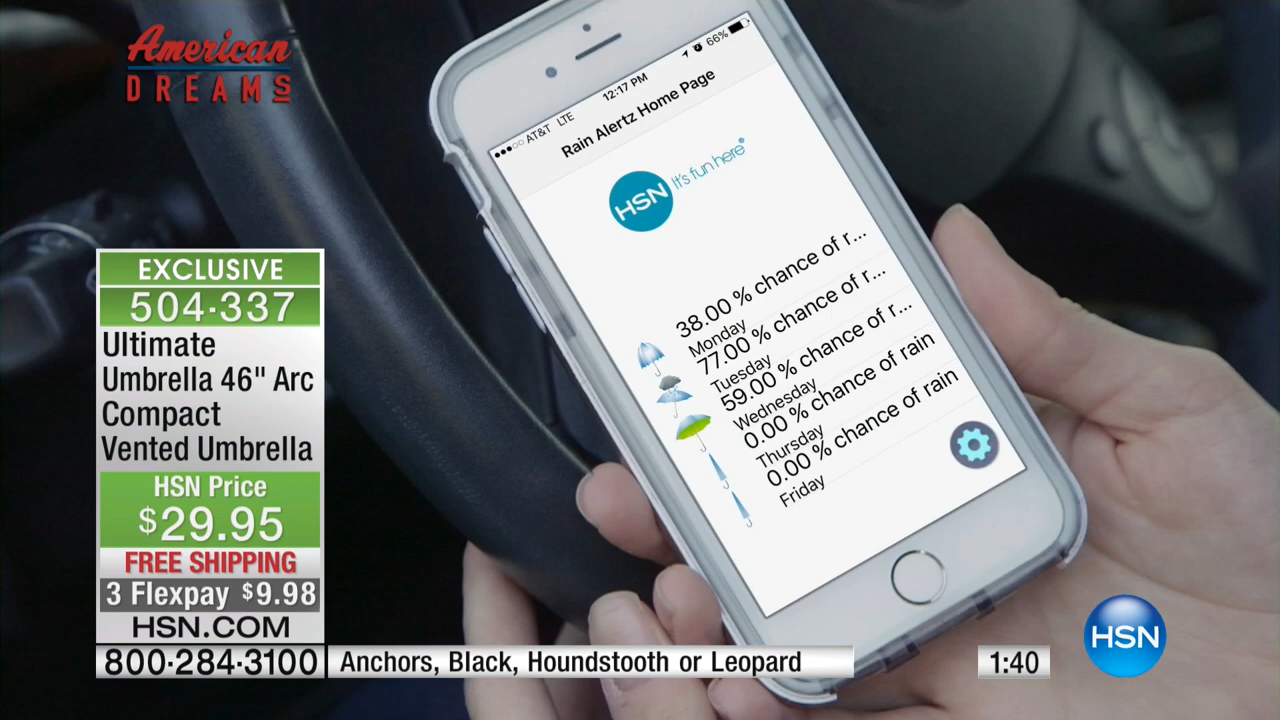 American
DREAMS
EXCLUSIVE
504·337
Ultimate
Umbrella 46" Arc
Compact
Vented Umbrella
HSN Price
$29.95
FREE SHIPPING
3 Flexpay $9.98
HSN.COM
800·284·3100
Anchors, Black, Houndstooth or Leopard
1:40
HSN
AT&T LTE 12:17 PM 66%
Rain Alertz Home Page
HSN It's fun here®
38.00 % chance of r...
Monday
77.00 % chance of r...
Tuesday
59.00 % chance of r...
Wednesday
0.00 % chance of rain
Thursday
0.00 % chance of rain
Friday